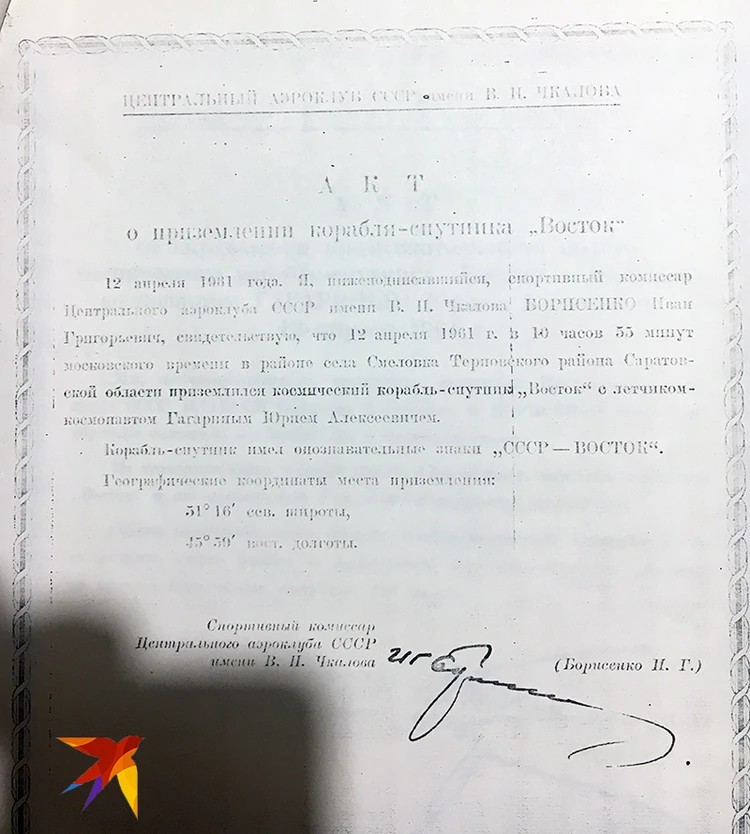 ЦЕНТРАЛЬНЫЙ АЭРОКЛУБ СССР имени В. П. ЧКАЛОВА
АКТ
о приземлении корабля-спутника „Восток“
12 апреля 1961 года. Я, нижеподписавшийся, спортивный комиссар
Центрального аэроклуба СССР имени В. П. Чкалова БОРИСЕНКО Иван
Григорьевич, свидетельствую, что 12 апреля 1961 г. в 10 часов 55 минут
московского времени в районе села Смеловка Терновского района Саратов-
ской области приземлился космический корабль-спутник „Восток“ с летчиком-
космонавтом Гагариным Юрием Алексеевичем.
Корабль-спутник имел опознавательные знаки „СССР — ВОСТОК“.
Географические координаты места приземления:
51° 16′ сев. широты,
45° 59′ вост. долготы.
Спортивный комиссар
Центрального аэроклуба СССР
имени В. П. Чкалова
(Борисенко И. Г.)